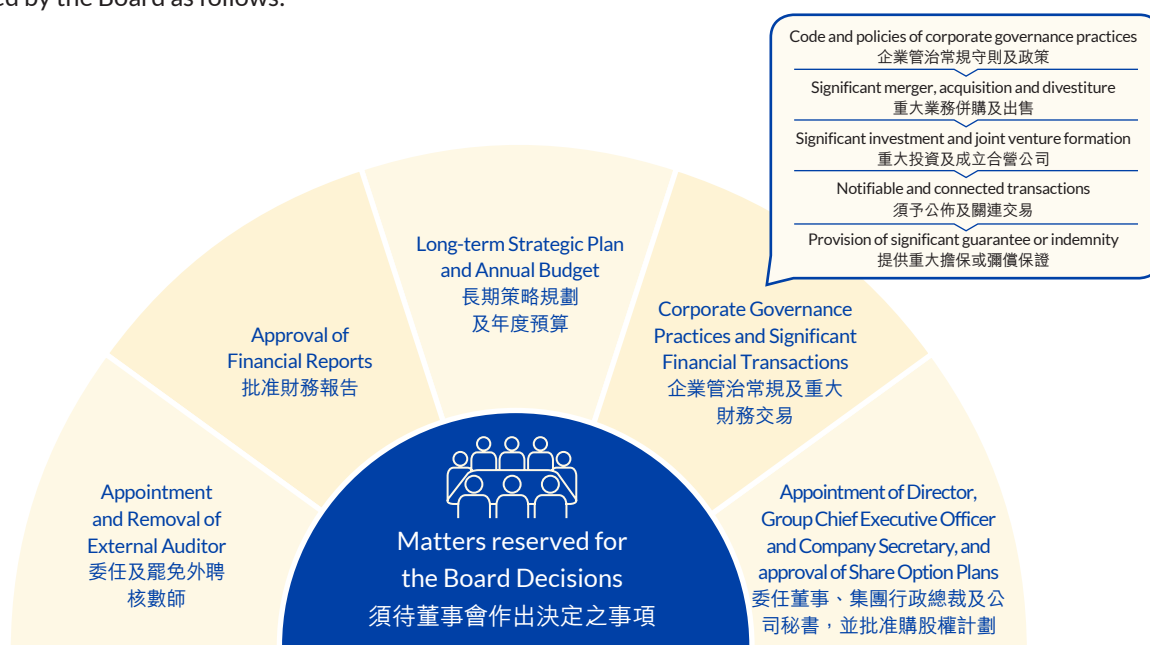 ed by the Board as follows:
Code and policies of corporate governance practices
企業管治常規守則及政策
Significant merger, acquisition and divestiture
重大業務併購及出售
Significant investment and joint venture formation
重大投資及成立合營公司
Notifiable and connected transactions
須予公佈及關連交易
Provision of significant guarantee or indemnity
提供重大擔保或彌償保證
Long-term Strategic Plan
and Annual Budget
長期策略規劃
及年度預算
Corporate Governance
Practices and Significant
Financial Transactions
企業管治常規及重大
財務交易
Approval of
Financial Reports
批准財務報告
Appointment
and Removal of
External Auditor
委任及罷免外聘
核數師
Matters reserved for
the Board Decisions
須待董事會作出決定之事項
Appointment of Director,
Group Chief Executive Officer
and Company Secretary, and
approval of Share Option Plans
委任董事、集團行政總裁及公
司秘書，並批准購股權計劃